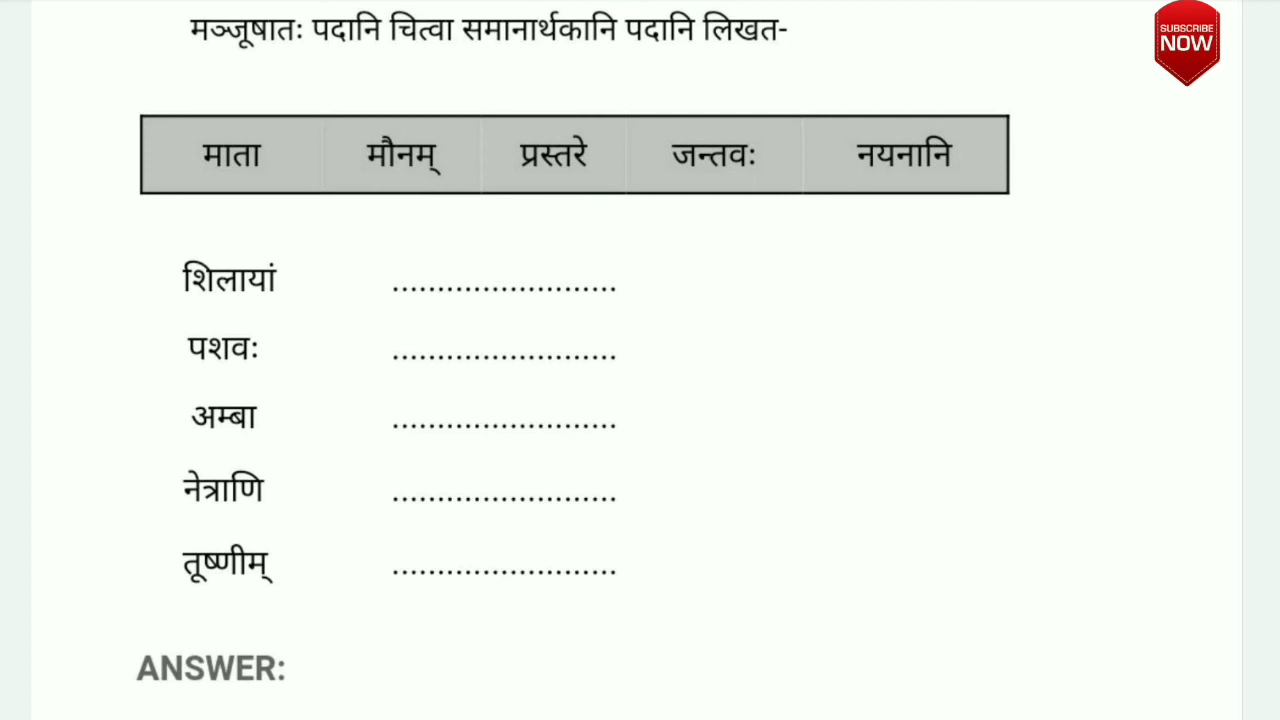 मञ्जूषातः पदानि चित्वा समानार्थकानि पदानि लिखत-
SUBSCRIBE
NOW
माता मौनम् प्रस्तरे जन्तवः नयनानि
शिलायां .........................
पशवः .........................
अम्बा .........................
नेत्राणि .........................
तूष्णीम् .........................
ANSWER: